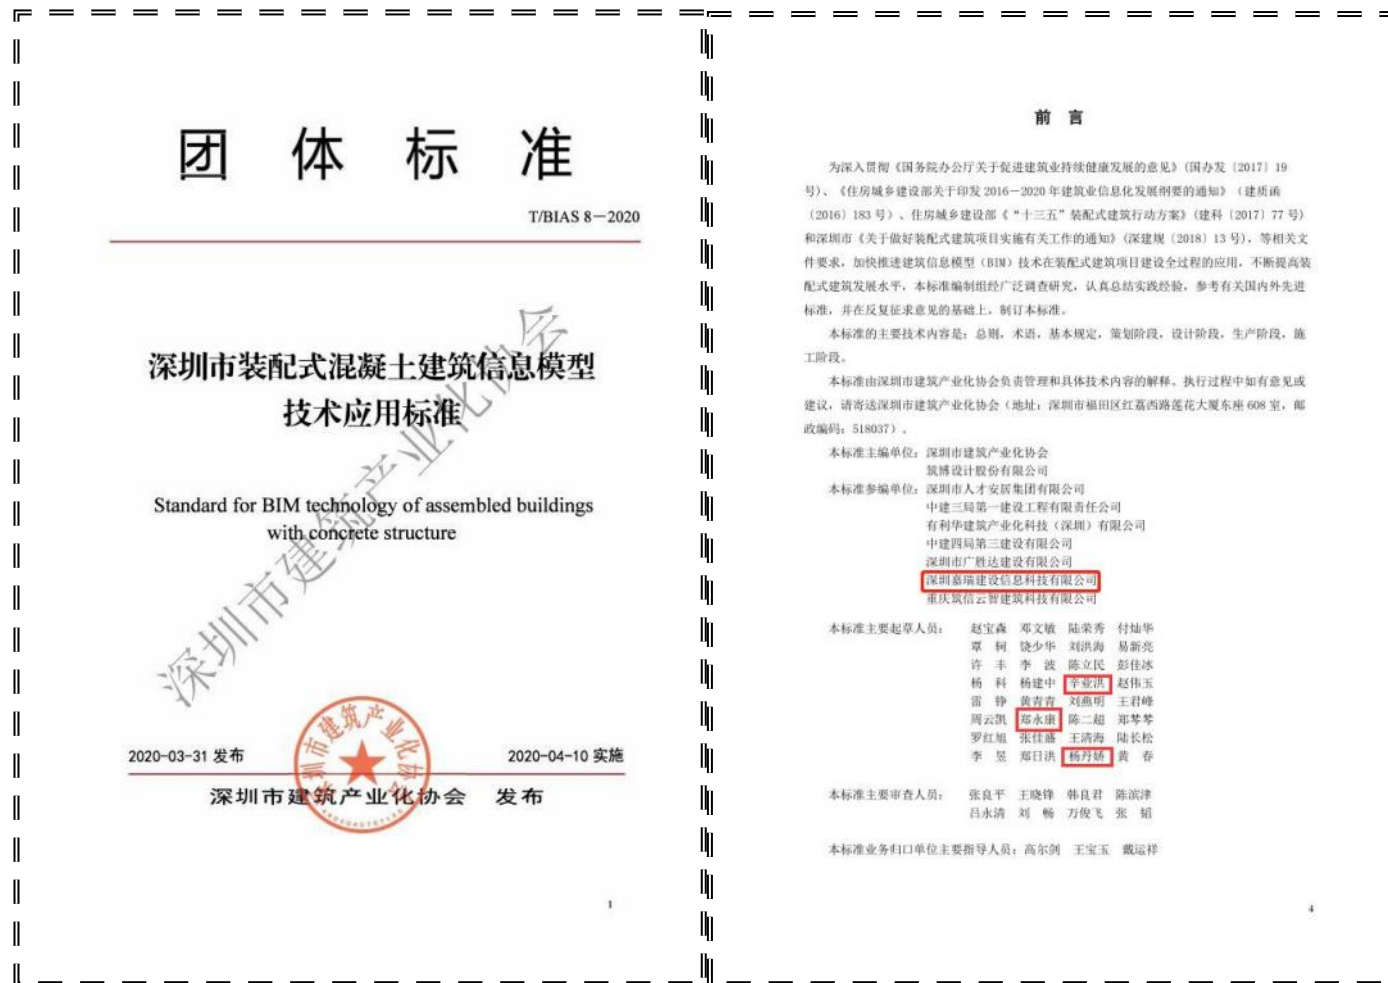 团体标准
T/BIAS 8－2020
深圳市装配式混凝土建筑信息模型
技术应用标准
Standard for BIM technology of assembled buildings
with concrete structure
深圳市建筑产业化协会
2020-03-31 发布
2020-04-10 实施
深圳市建筑产业化协会
深圳市建筑产业化协会 发布
1
前 言
为深入贯彻《国务院办公厅关于促进建筑业持续健康发展的意见》（国办发〔2017〕19
号）、《住房城乡建设部关于印发 2016－2020 年建筑业信息化发展纲要的通知》（建质函
〔2016〕183 号）、住房城乡建设部《“十三五”装配式建筑行动方案》（建科〔2017〕77 号）
和深圳市《关于做好装配式建筑项目实施有关工作的通知》（深建规〔2018〕13 号），等相关文
件要求，加快推进建筑信息模型（BIM）技术在装配式建筑项目建设全过程的应用，不断提高装
配式建筑发展水平，本标准编制组经广泛调查研究，认真总结实践经验，参考有关国内外先进
标准，并在反复征求意见的基础上，制订本标准。
本标准的主要技术内容是：总则，术语，基本规定，策划阶段，设计阶段，生产阶段，施
工阶段。
本标准由深圳市建筑产业化协会负责管理和具体技术内容的解释。执行过程中如有意见或
建议，请寄送深圳市建筑产业化协会（地址：深圳市福田区红荔西路莲花大厦东座 608 室，邮
政编码：518037）。
本标准主编单位：深圳市建筑产业化协会
筑博设计股份有限公司
本标准参编单位：深圳市人才安居集团有限公司
中建三局第一建设工程有限责任公司
有利华建筑产业化科技（深圳）有限公司
中建四局第三建设有限公司
深圳市广胜达建设有限公司
深圳嘉瑞建设信息科技有限公司
重庆筑信云智建筑科技有限公司
本标准主要起草人员： 赵宝森 邓文敏 陆荣秀 付灿华
覃 轲 饶少华 刘洪海 易新亮
许 丰 李 波 陈立民 彭佳冰
杨 科 杨建中 辛业洪 赵伟玉
雷 铮 黄青青 刘燕明 王君峰
周云凯 郑永康 陈二超 郑琴琴
罗红旭 张佳盛 王清海 陆长松
李 昱 郑日洪 杨丹娇 黄 春
本标准主要审查人员： 张良平 王晓锋 韩良君 陈滨津
吕永清 刘 畅 万俊飞 张 韬
本标准业务归口单位主要指导人员：高尔剑 王宝玉 戴运祥
4